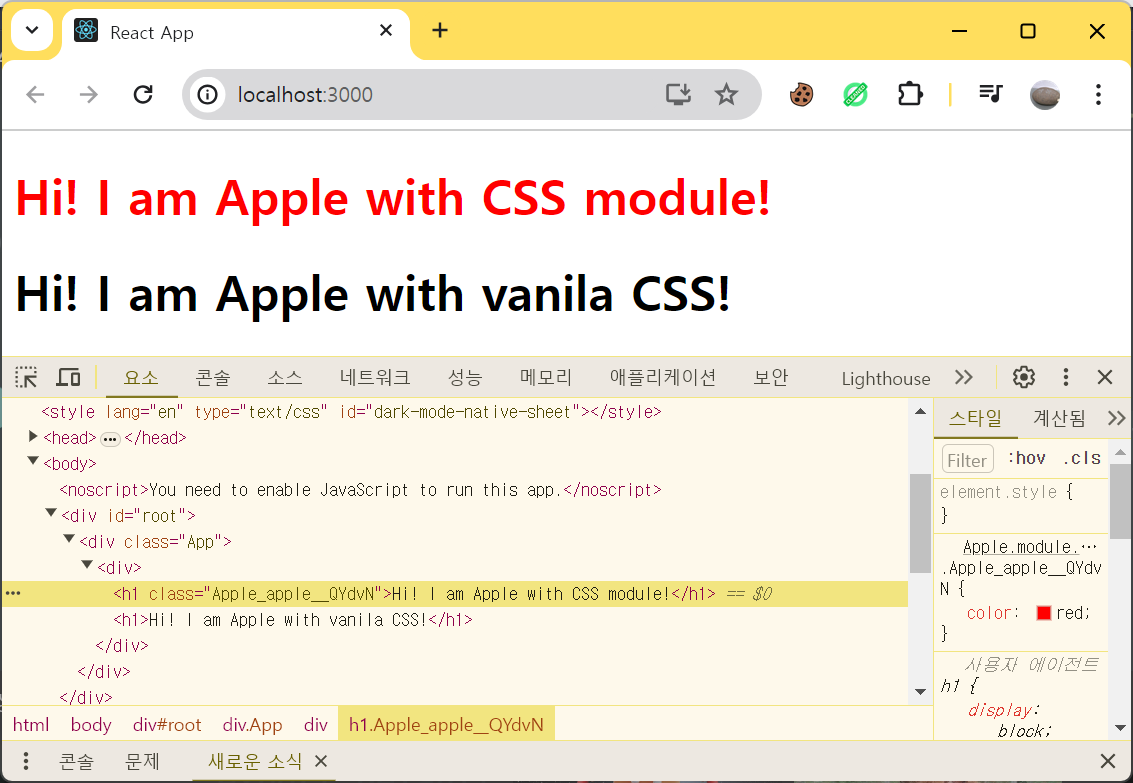 React App
localhost:3000
Hi! I am Apple with CSS module!
Hi! I am Apple with vanila CSS!
요소 콘솔 소스 네트워크 성능 메모리 애플리케이션 보안 Lighthouse
<style lang="en" type="text/css" id="dark-mode-native-sheet"></style>
<head>…</head>
<body>
<noscript>You need to enable JavaScript to run this app.</noscript>
<div id="root">
<div class="App">
<div>
<h1 class="Apple_apple__QYdvN">Hi! I am Apple with CSS module!</h1> == $0
<h1>Hi! I am Apple with vanila CSS!</h1>
</div>
</div>
</div>
html body div#root div.App div h1.Apple_apple__QYdvN
스타일 계산됨
Filter :hov .cls
element.style {
}
Apple.module.…
.Apple_apple__QYdv
N {
color: red;
}
사용자 에이전트
h1 {
display:
block;
콘솔 문제 새로운 소식